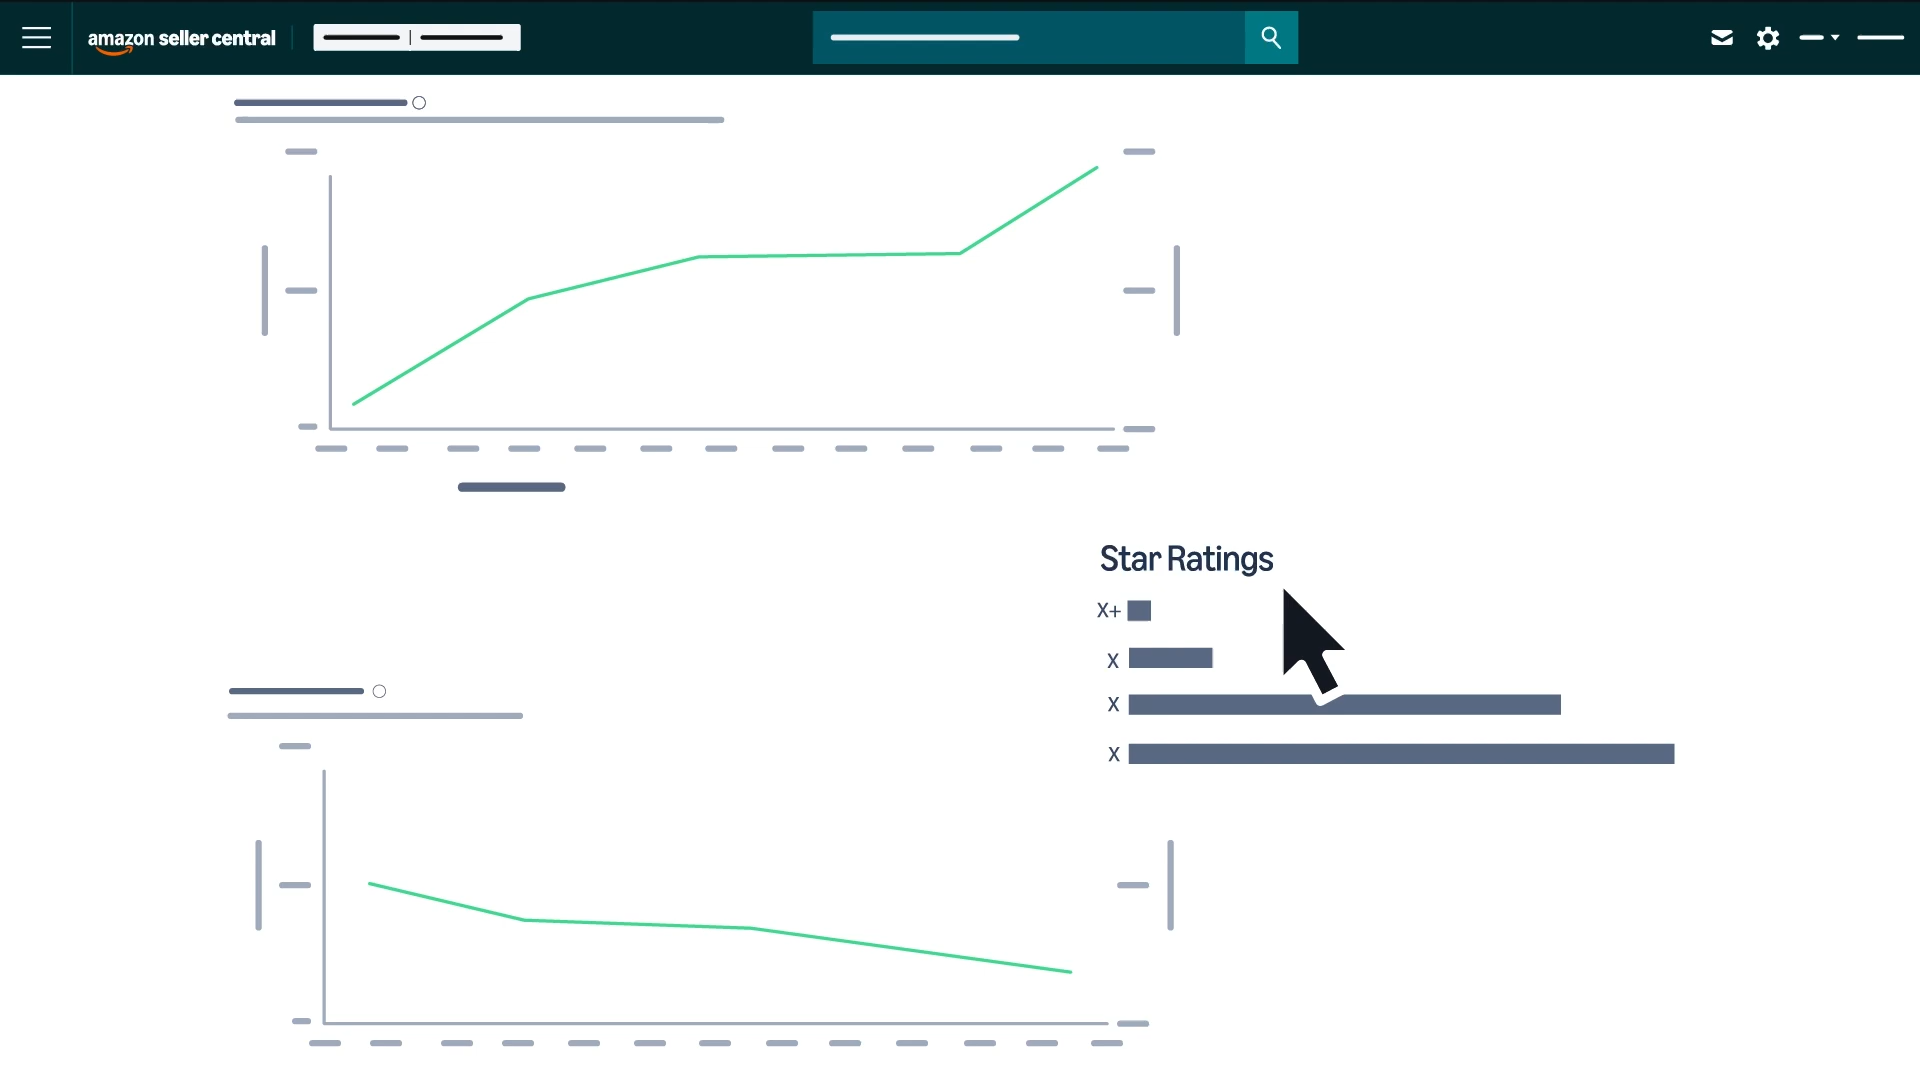 amazon seller central
Star Ratings
X+
X
X
X